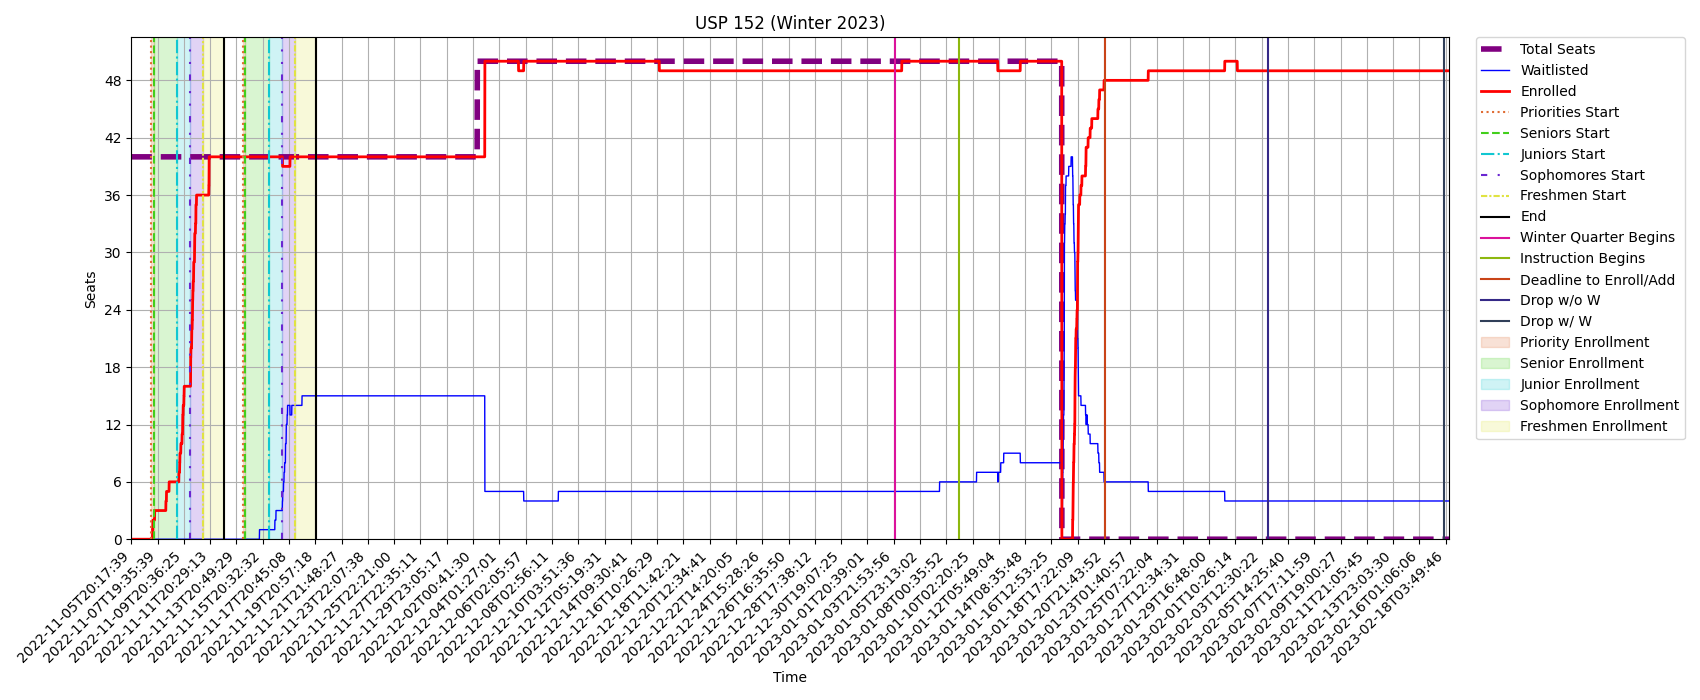 USP 152 (Winter 2023)
Seats
48
42
36
30
24
18
12
6
0
2022-11-05T20:17:39
2022-11-07T19:35:39
2022-11-09T20:36:25
2022-11-11T20:29:13
2022-11-13T20:49:29
2022-11-15T20:32:32
2022-11-17T20:45:08
2022-11-19T20:57:18
2022-11-21T21:48:27
2022-11-23T22:07:38
2022-11-25T22:21:00
2022-11-27T22:35:11
2022-11-29T23:05:17
2022-12-02T00:41:30
2022-12-04T01:27:01
2022-12-06T02:05:57
2022-12-08T02:56:11
2022-12-10T03:51:36
2022-12-12T05:19:31
2022-12-14T09:30:41
2022-12-16T10:26:29
2022-12-18T11:42:23
2022-12-20T12:34:41
2022-12-22T14:20:05
2022-12-24T15:28:26
2022-12-26T16:35:50
2022-12-28T17:38:12
2022-12-30T19:07:25
2023-01-01T20:39:01
2023-01-03T21:53:56
2023-01-05T23:13:02
2023-01-08T00:35:52
2023-01-10T02:20:25
2023-01-12T05:49:04
2023-01-14T08:35:48
2023-01-16T12:53:25
2023-01-18T17:22:09
2023-01-20T21:43:52
2023-01-23T01:40:57
2023-01-25T07:22:04
2023-01-27T12:34:31
2023-01-29T16:48:00
2023-02-01T10:26:14
2023-02-03T12:30:22
2023-02-05T14:25:40
2023-02-07T17:11:59
2023-02-09T19:00:27
2023-02-11T21:05:45
2023-02-13T23:03:30
2023-02-16T01:06:06
2023-02-18T03:49:46
Time
Total Seats
Waitlisted
Enrolled
Priorities Start
Seniors Start
Juniors Start
Sophomores Start
Freshmen Start
End
Winter Quarter Begins
Instruction Begins
Deadline to Enroll/Add
Drop w/o W
Drop w/ W
Priority Enrollment
Senior Enrollment
Junior Enrollment
Sophomore Enrollment
Freshmen Enrollment